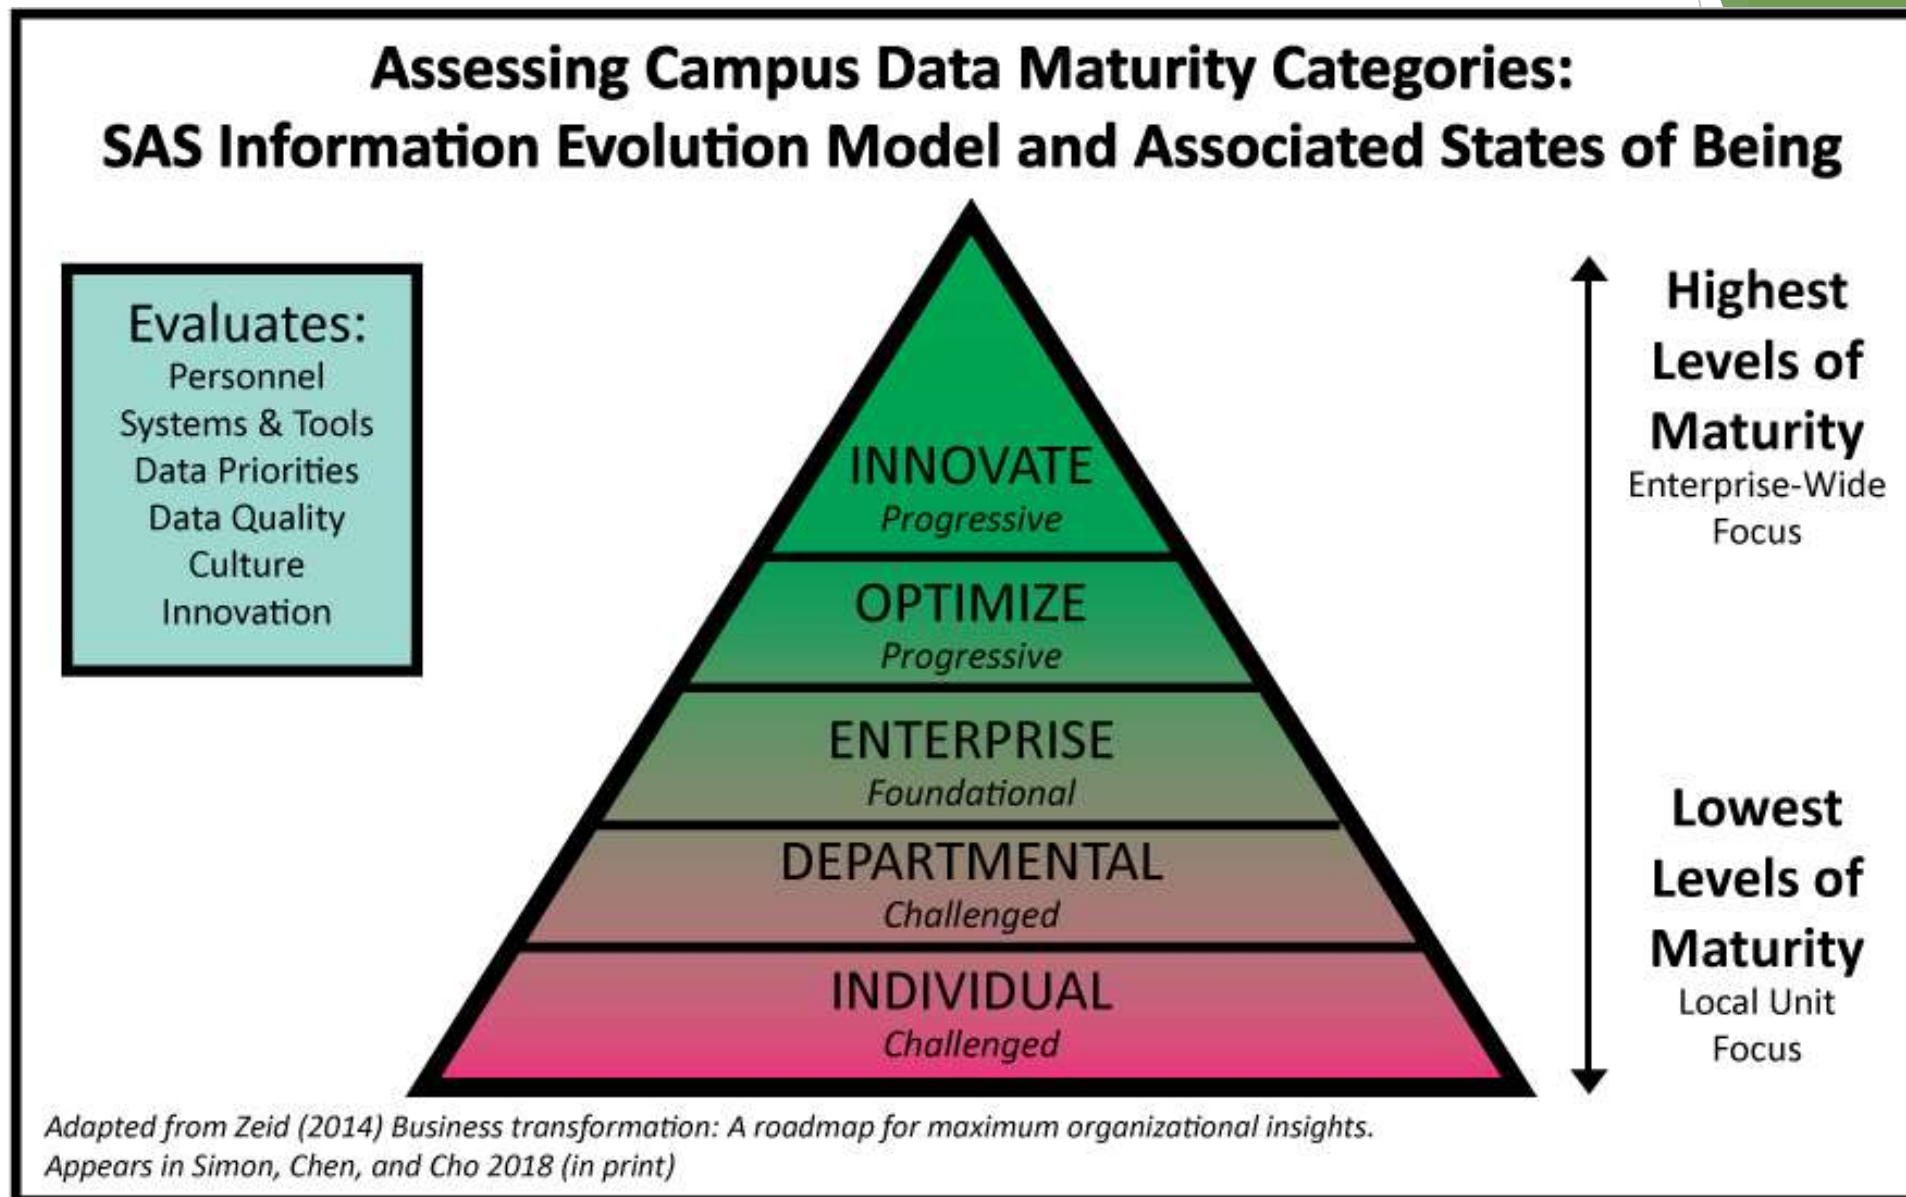 Assessing Campus Data Maturity Categories:
SAS Information Evolution Model and Associated States of Being
Evaluates:
Personnel
Systems & Tools
Data Priorities
Data Quality
Culture
Innovation
INNOVATE
Progressive
OPTIMIZE
Progressive
ENTERPRISE
Foundational
DEPARTMENTAL
Challenged
INDIVIDUAL
Challenged
Highest
Levels of
Maturity
Enterprise-Wide
Focus
Lowest
Levels of
Maturity
Local Unit
Focus
Adapted from Zeid (2014) Business transformation: A roadmap for maximum organizational insights.
Appears in Simon, Chen, and Cho 2018 (in print)